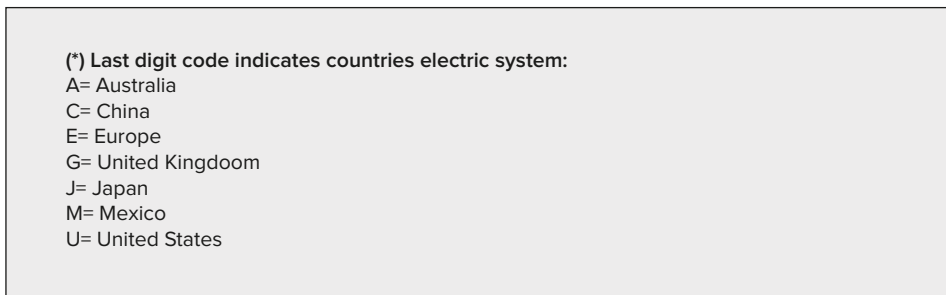 (*) Last digit code indicates countries electric system:
A= Australia
C= China
E= Europe
G= United Kingdoom
J= Japan
M= Mexico
U= United States